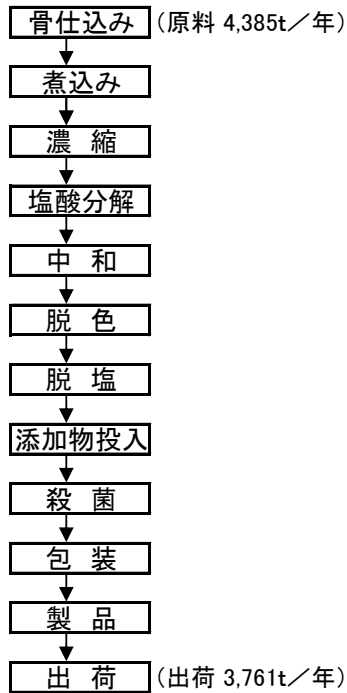 骨仕込み (原料 4,385t／年)
煮込み
濃 縮
塩酸分解
中 和
脱 色
脱 塩
添加物投入
殺 菌
包 装
製 品
出 荷 (出荷 3,761t／年)